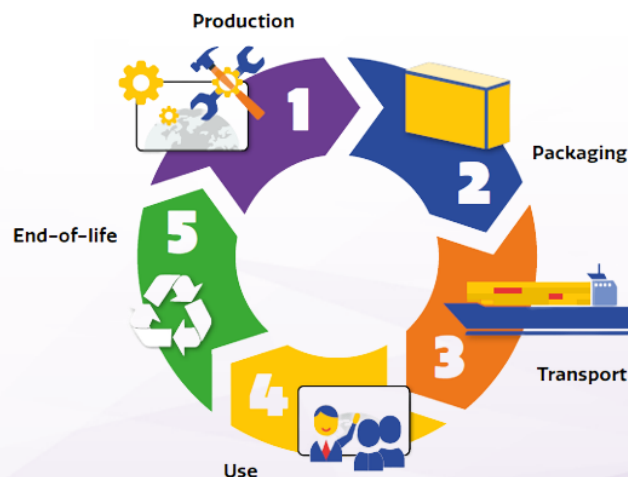 Production
1
Packaging
2
Transport
3
Use
4
End-of-life
5